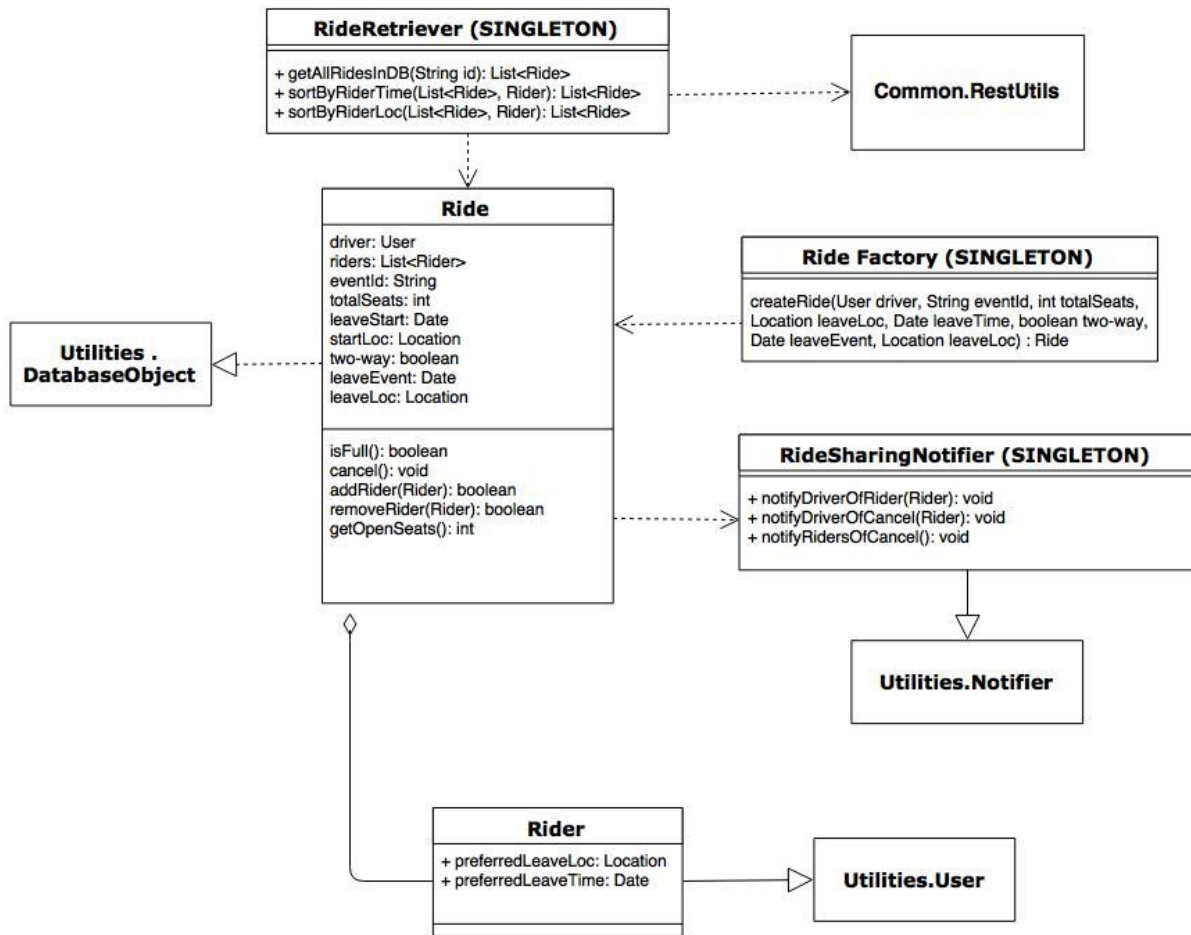 RideRetriever (SINGLETON)
+ getAllRidesInDB(String id): List<Ride>
+ sortByRiderTime(List<Ride>, Rider): List<Ride>
+ sortByRiderLoc(List<Ride>, Rider): List<Ride>
Common.RestUtils
Ride
driver: User
riders: List<Rider>
eventId: String
totalSeats: int
leaveStart: Date
startLoc: Location
two-way: boolean
leaveEvent: Date
leaveLoc: Location
isFull(): boolean
cancel(): void
addRider(Rider): boolean
removeRider(Rider): boolean
getOpenSeats(): int
Ride Factory (SINGLETON)
createRide(User driver, String eventId, int totalSeats,
Location leaveLoc, Date leaveTime, boolean two-way,
Date leaveEvent, Location leaveLoc) : Ride
Utilities .
DatabaseObject
RideSharingNotifier (SINGLETON)
+ notifyDriverOfRider(Rider): void
+ notifyDriverOfCancel(Rider): void
+ notifyRidersOfCancel(): void
Utilities.Notifier
Rider
+ preferredLeaveLoc: Location
+ preferredLeaveTime: Date
Utilities.User